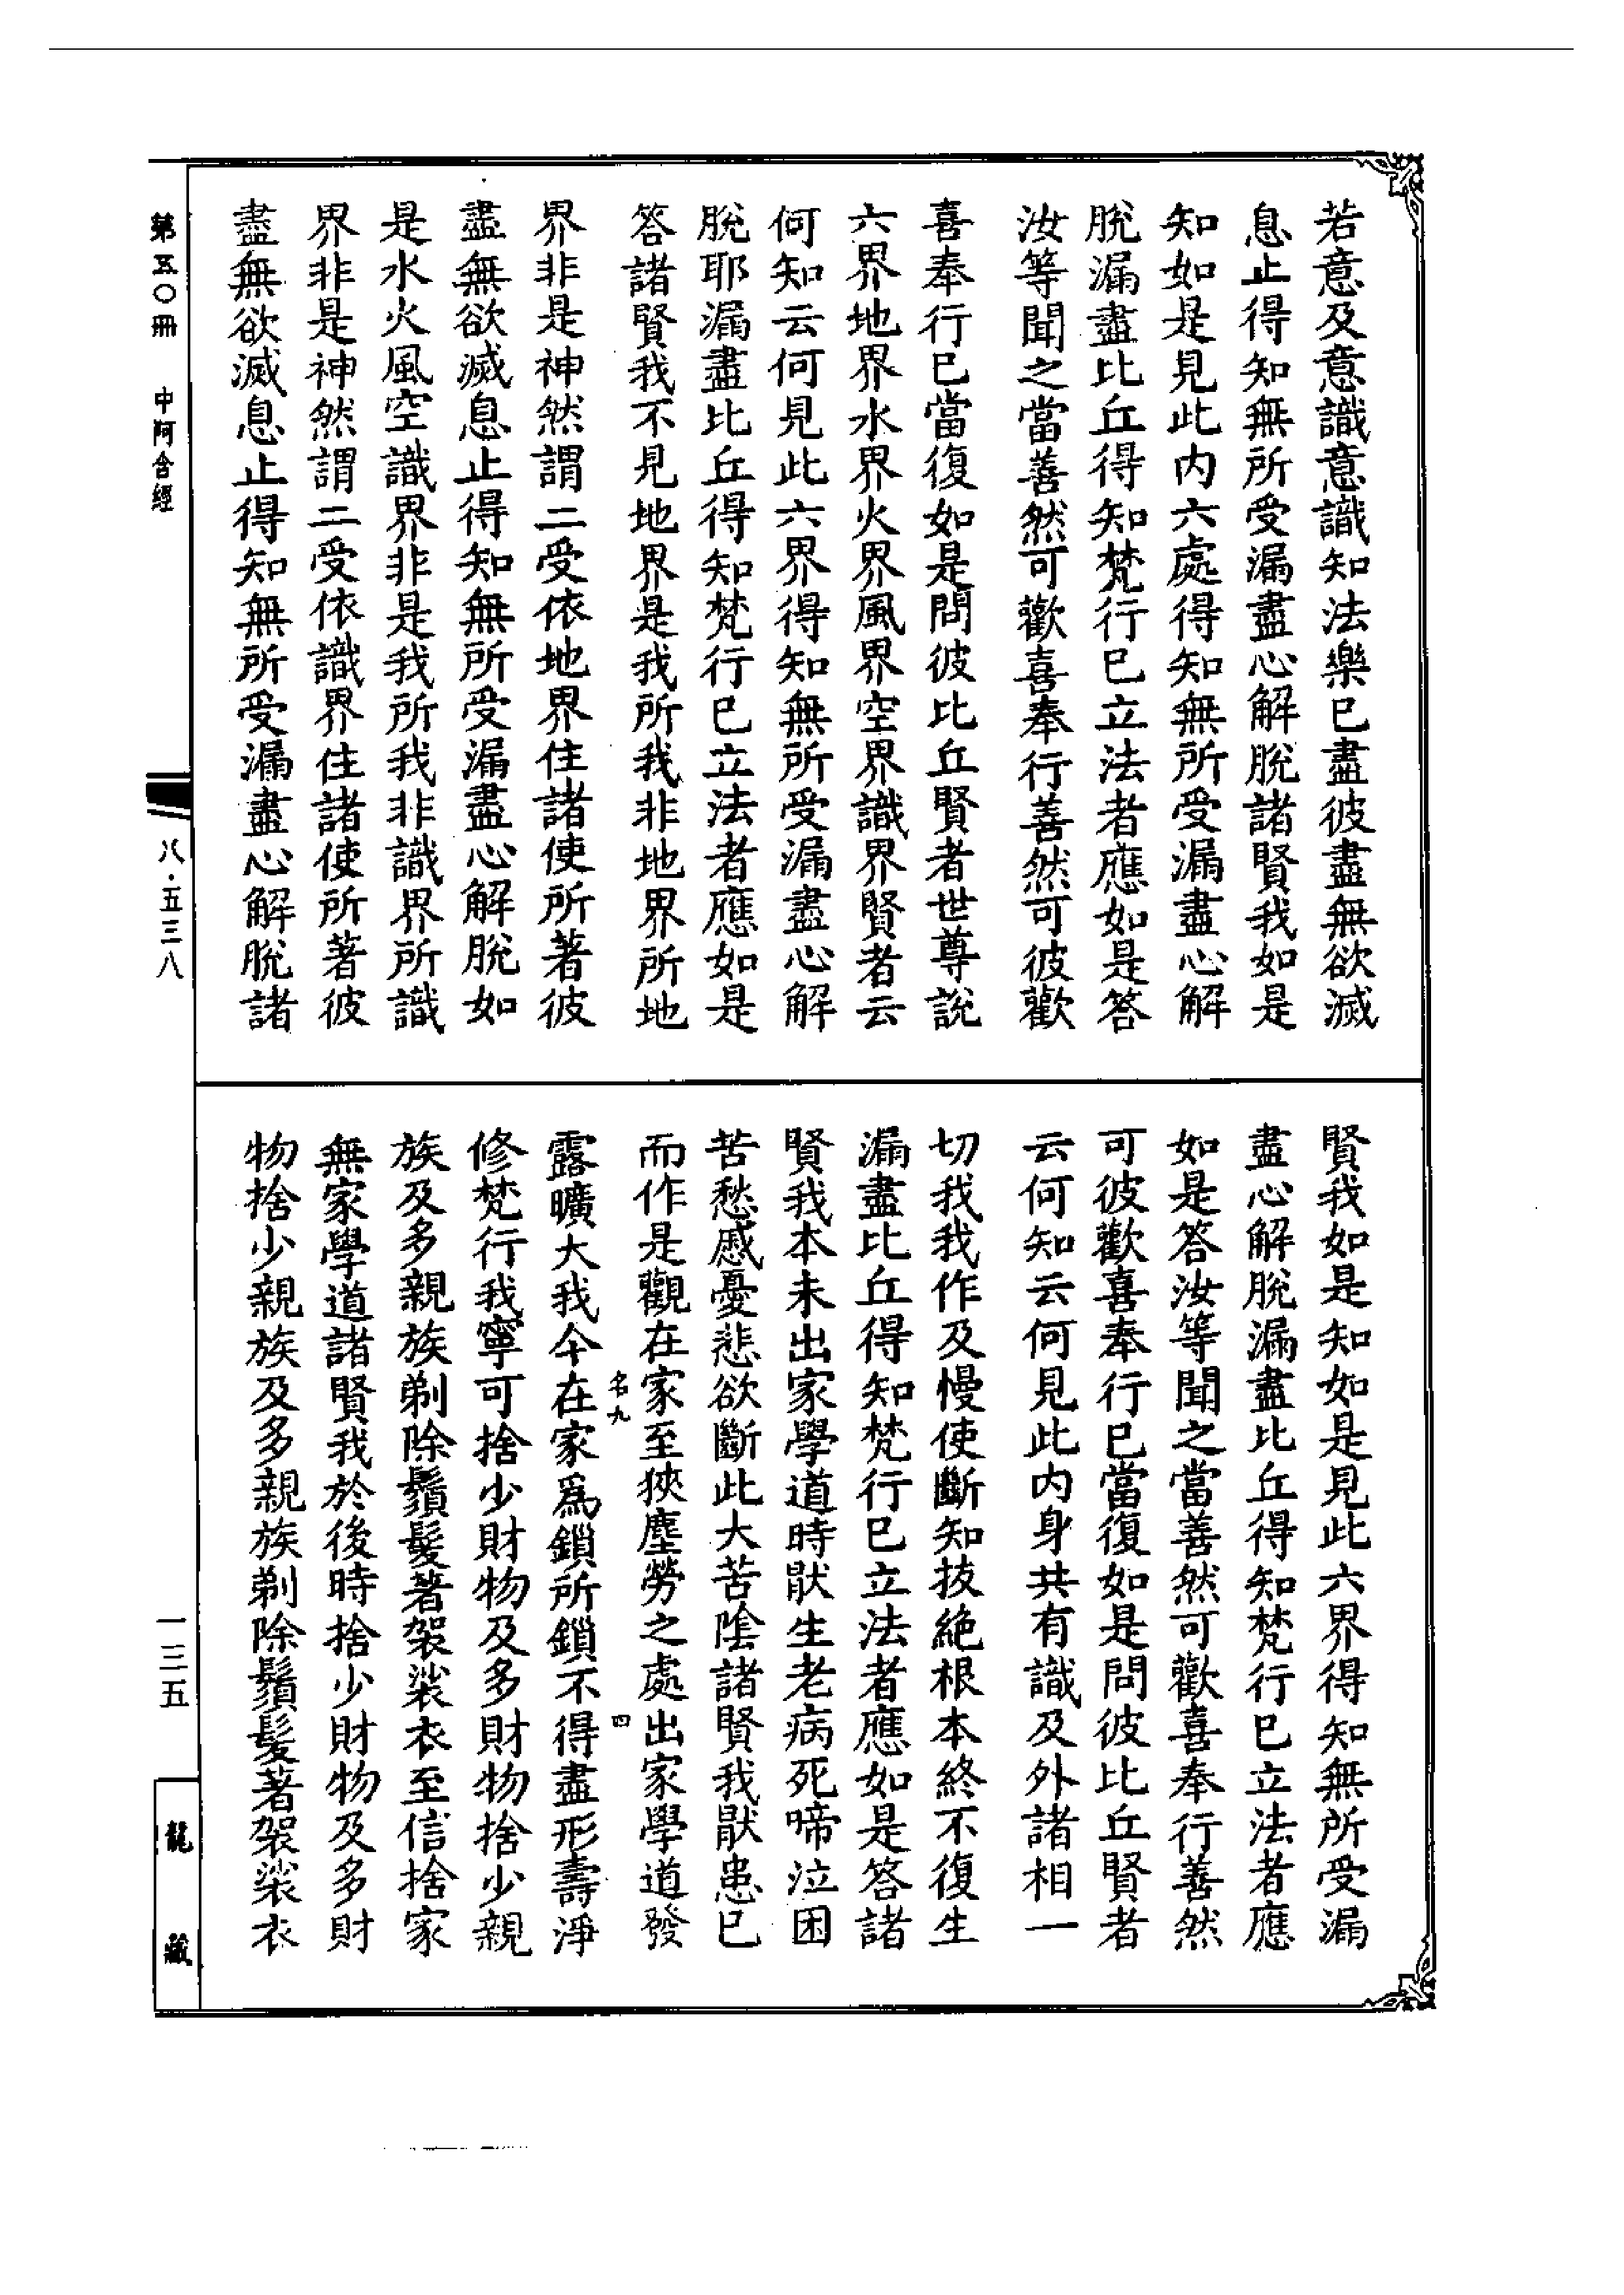 若意及意識意識知法樂已盡彼盡無欲滅
息止得知無所受漏盡心解脫諸賢我如是
知如是見此内六處得知無所受漏盡心解
脫漏盡比丘得知梵行已立法者應如是答
汝等聞之當善然可歡喜奉行善然可彼歡
喜奉行已當復如是問彼比丘賢者世尊說
六界地界水界火界風界空界識界賢者云
何知云何見此六界得知無所受漏盡心解
脫耶漏盡比丘得知梵行已立法者應如是
答諸賢我不見地界是我所我非地界所地
界非是神然謂二受依地界住諸使所著彼
盡無欲滅息止得知無所受漏盡心解脫如
是水火風空識界非是我所我非識界所識
界非是神然謂二受依識界住諸使所著彼
盡無欲滅息止得知無所受漏盡心解脫諸
賢我如是知如是見此六界得知無所受漏
盡心解脫漏盡比丘得知梵行已立法者應
如是答汝等聞之當善然可歡喜奉行善然
可彼歡喜奉行已當復如是問彼比丘賢者
云何知云何見此内身共有識及外諸相一
切我我作及慢使斷知拔絶根本終不復生
漏盡比丘得知梵行已立法者應如是答諸
賢我本未出家學道時猒生老病死啼泣困
苦愁慼憂悲欲斷此大苦陰諸賢我猒患已
而作是觀在家至狹塵勞之處出家學道發
名九 四
露曠大我今在家爲鎖所鎖不得盡形壽淨
修梵行我寧可捨少財物及多財物捨少親
族及多親族剃除鬚髮著袈裟衣至信捨家
無家學道諸賢我於後時捨少財物及多財
物捨少親族及多親族剃除鬚髮著袈裟衣
第五〇冊 中阿含經
八·五三八
一三五
龍藏